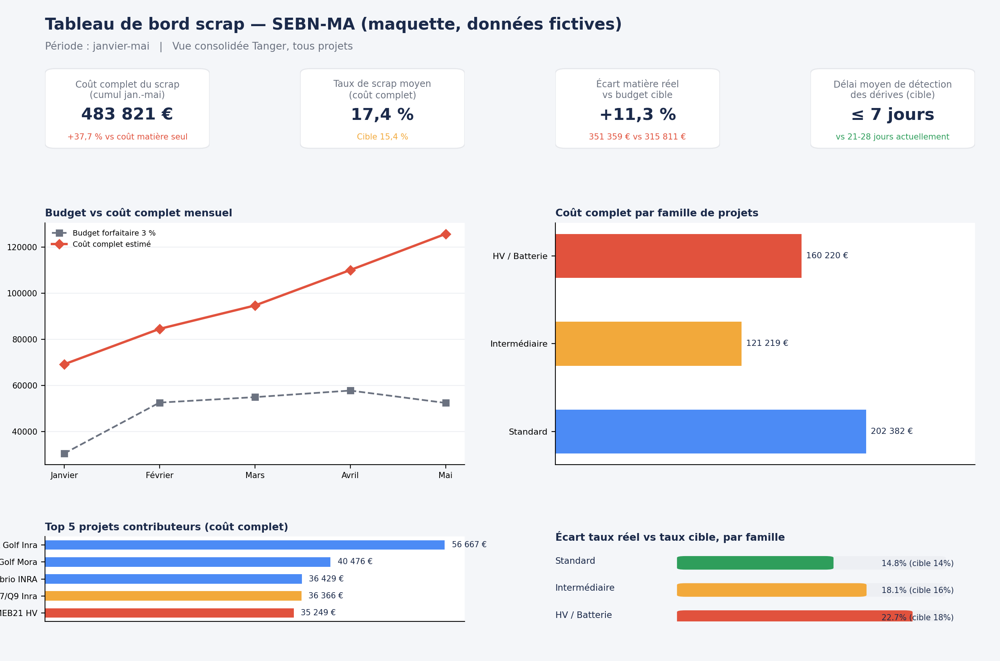 Tableau de bord scrap — SEBN-MA (maquette, données fictives)
Période : janvier-mai | Vue consolidée Tanger, tous projets
Coût complet du scrap
(cumul jan.-mai)
483 821 €
+37,7 % vs coût matière seul
Taux de scrap moyen
(coût complet)
17,4 %
Cible 15,4 %
Écart matière réel
vs budget cible
+11,3 %
351 359 € vs 315 811 €
Délai moyen de détection
des dérives (cible)
≤ 7 jours
vs 21-28 jours actuellement
Budget vs coût complet mensuel
Budget forfaitaire 3 %
Coût complet estimé
120000
100000
80000
60000
40000
Janvier
Février
Mars
Avril
Mai
Coût complet par famille de projets
HV / Batterie
160 220 €
Intermédiaire
121 219 €
Standard
202 382 €
Top 5 projets contributeurs (coût complet)
Golf Inra
56 667 €
Golf Mora
40 476 €
brio INRA
36 429 €
7/Q9 Inra
36 366 €
MEB21 HV
35 249 €
Écart taux réel vs taux cible, par famille
Standard
14.8% (cible 14%)
Intermédiaire
18.1% (cible 16%)
HV / Batterie
22.7% (cible 18%)